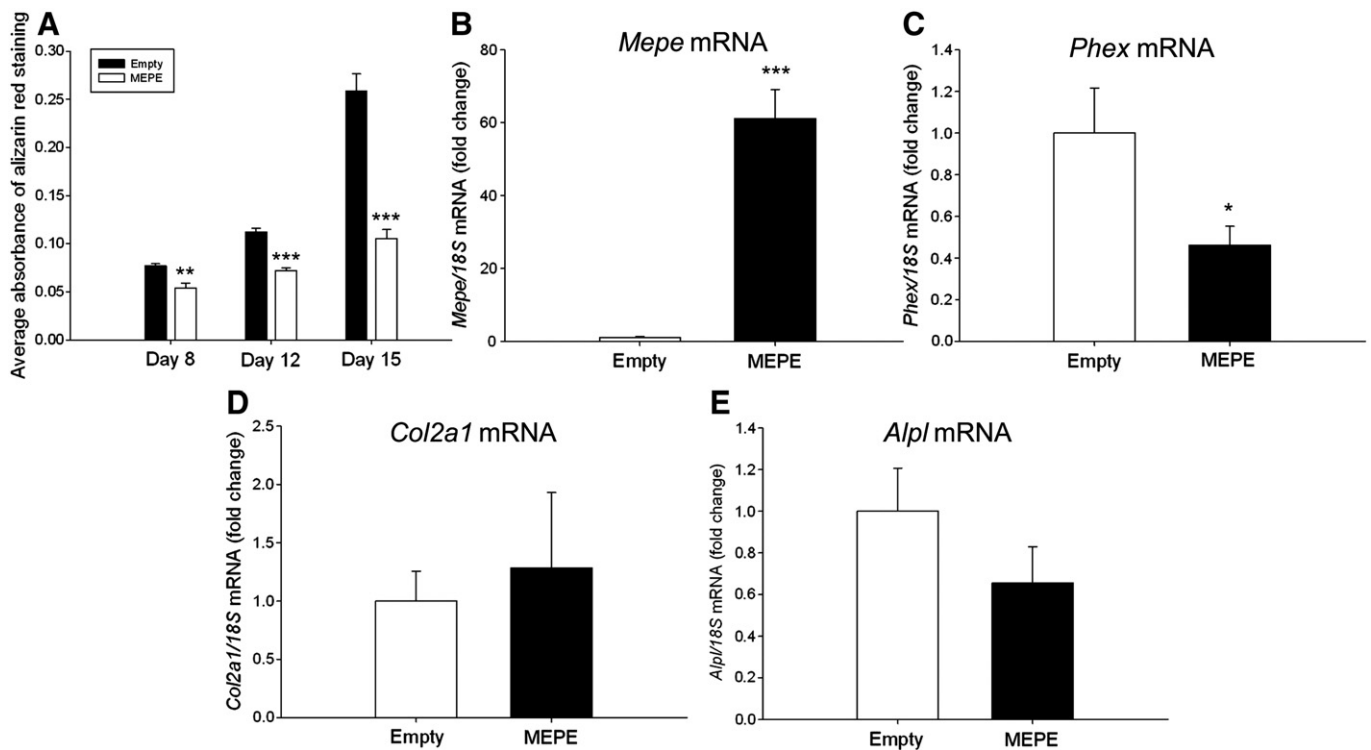 A
Average absorbance of alizarin red staining
0.30
0.25
0.20
0.15
0.10
0.05
0.00
Empty
MEPE
**
***
***
Day 8
Day 12
Day 15
B
Mepe mRNA
Mepe/18S mRNA (fold change)
80
60
40
20
0
***
Empty
MEPE
C
Phex mRNA
Phex/18S mRNA (fold change)
1.4
1.2
1.0
0.8
0.6
0.4
0.2
0.0
*
Empty
MEPE
D
Col2a1 mRNA
Col2a1/18S mRNA (fold change)
2.5
2.0
1.5
1.0
0.5
0.0
Empty
MEPE
E
Alpl mRNA
Alpl/18S mRNA (fold change)
1.4
1.2
1.0
0.8
0.6
0.4
0.2
0.0
Empty
MEPE